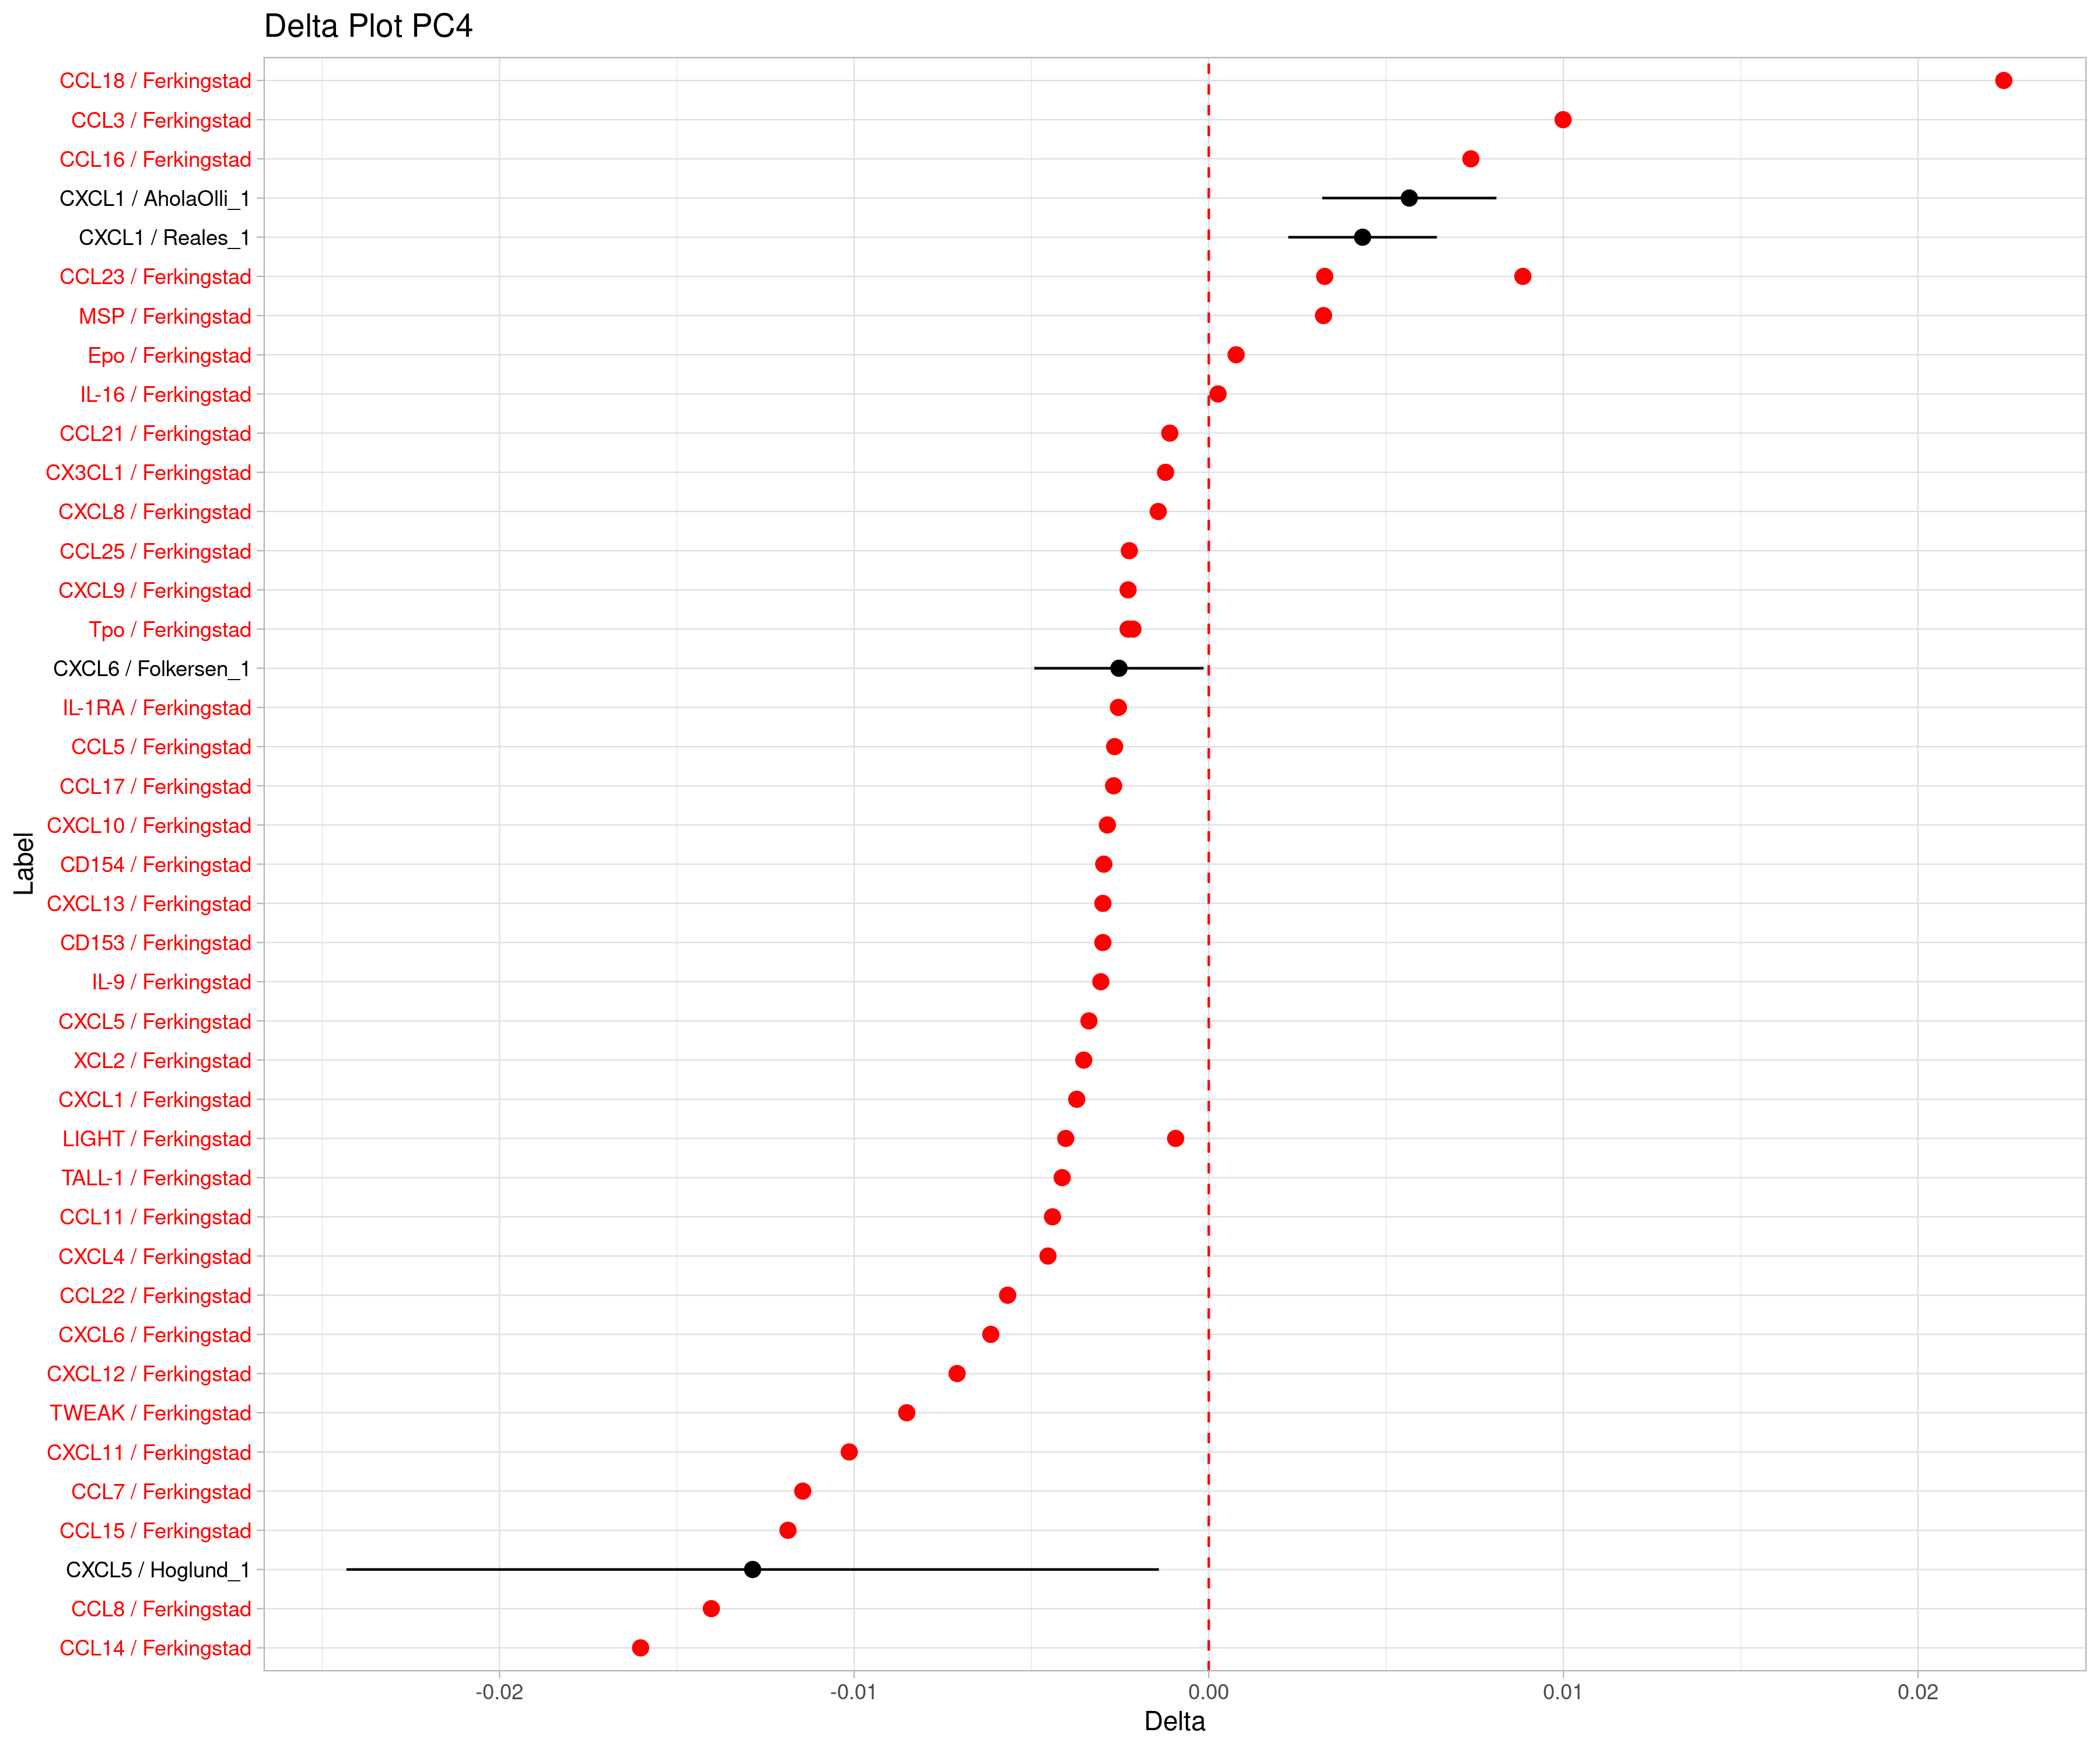 Delta Plot PC4
CCL18 / Ferkingstad
CCL3 / Ferkingstad
CCL16 / Ferkingstad
CXCL1 / AholaOlli_1
CXCL1 / Reales_1
CCL23 / Ferkingstad
MSP / Ferkingstad
Epo / Ferkingstad
IL-16 / Ferkingstad
CCL21 / Ferkingstad
CX3CL1 / Ferkingstad
CXCL8 / Ferkingstad
CCL25 / Ferkingstad
CXCL9 / Ferkingstad
Tpo / Ferkingstad
CXCL6 / Folkersen_1
IL-1RA / Ferkingstad
CCL5 / Ferkingstad
CCL17 / Ferkingstad
CXCL10 / Ferkingstad
CD154 / Ferkingstad
CXCL13 / Ferkingstad
CD153 / Ferkingstad
IL-9 / Ferkingstad
CXCL5 / Ferkingstad
XCL2 / Ferkingstad
CXCL1 / Ferkingstad
LIGHT / Ferkingstad
TALL-1 / Ferkingstad
CCL11 / Ferkingstad
CXCL4 / Ferkingstad
CCL22 / Ferkingstad
CXCL6 / Ferkingstad
CXCL12 / Ferkingstad
TWEAK / Ferkingstad
CXCL11 / Ferkingstad
CCL7 / Ferkingstad
CCL15 / Ferkingstad
CXCL5 / Hoglund_1
CCL8 / Ferkingstad
CCL14 / Ferkingstad
Label
-0.02 -0.01 0.00 0.01 0.02
Delta